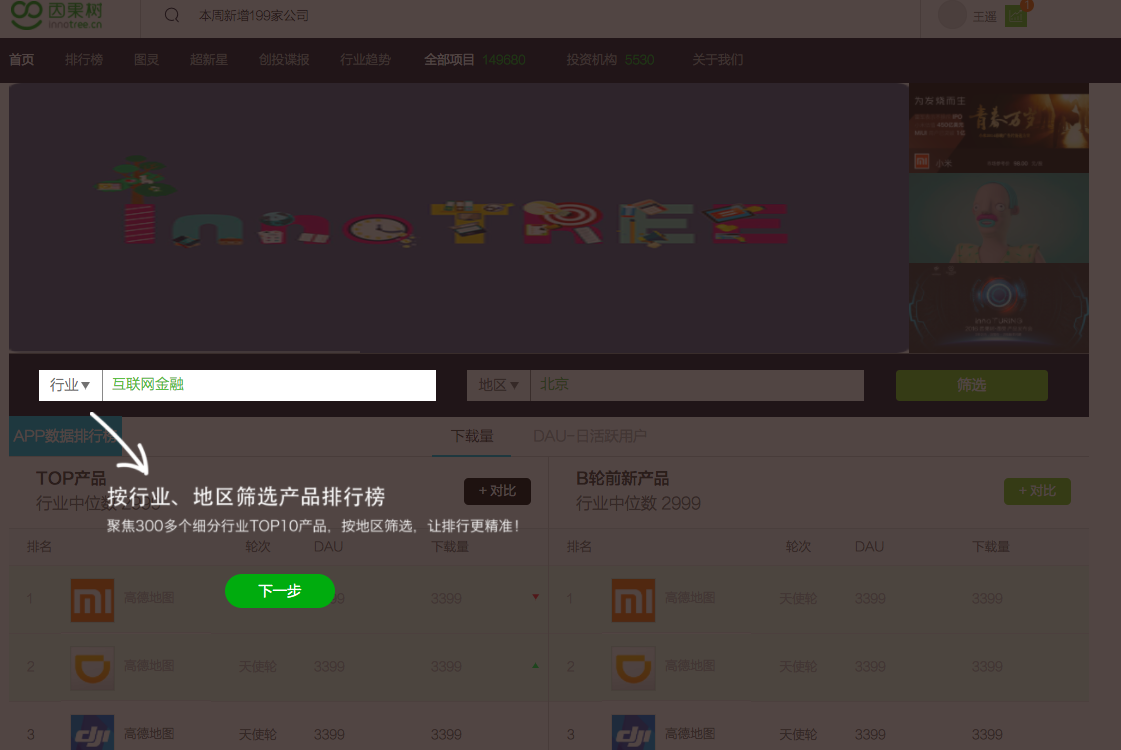 因果树
innotree.cn
本周新增199家公司
王遥
1
首页 排行榜 图灵 超新星 创投谍报 行业趋势 全部项目 149680 投资机构 5530 关于我们
innoTREE
为发烧而生
青春万岁
小米
行业▼ 互联网金融 地区▼ 北京 筛选
APP数据排行榜 下载量 DAU-日活跃用户
TOP产品
行业中位数 2999
+对比
B轮前新产品
行业中位数 2999
+对比
按行业、地区筛选产品排行榜
聚焦300多个细分行业TOP10产品，按地区筛选，让排行更精准！
下一步
排名 轮次 DAU 下载量 排名 轮次 DAU 下载量
1 高德地图 3399 1 高德地图 天使轮 3399 3399
2 高德地图 天使轮 3399 3399 2 高德地图 天使轮 3399 3399
3 dji 高德地图 天使轮 3399 3399 3 dji 高德地图 天使轮 3399 3399